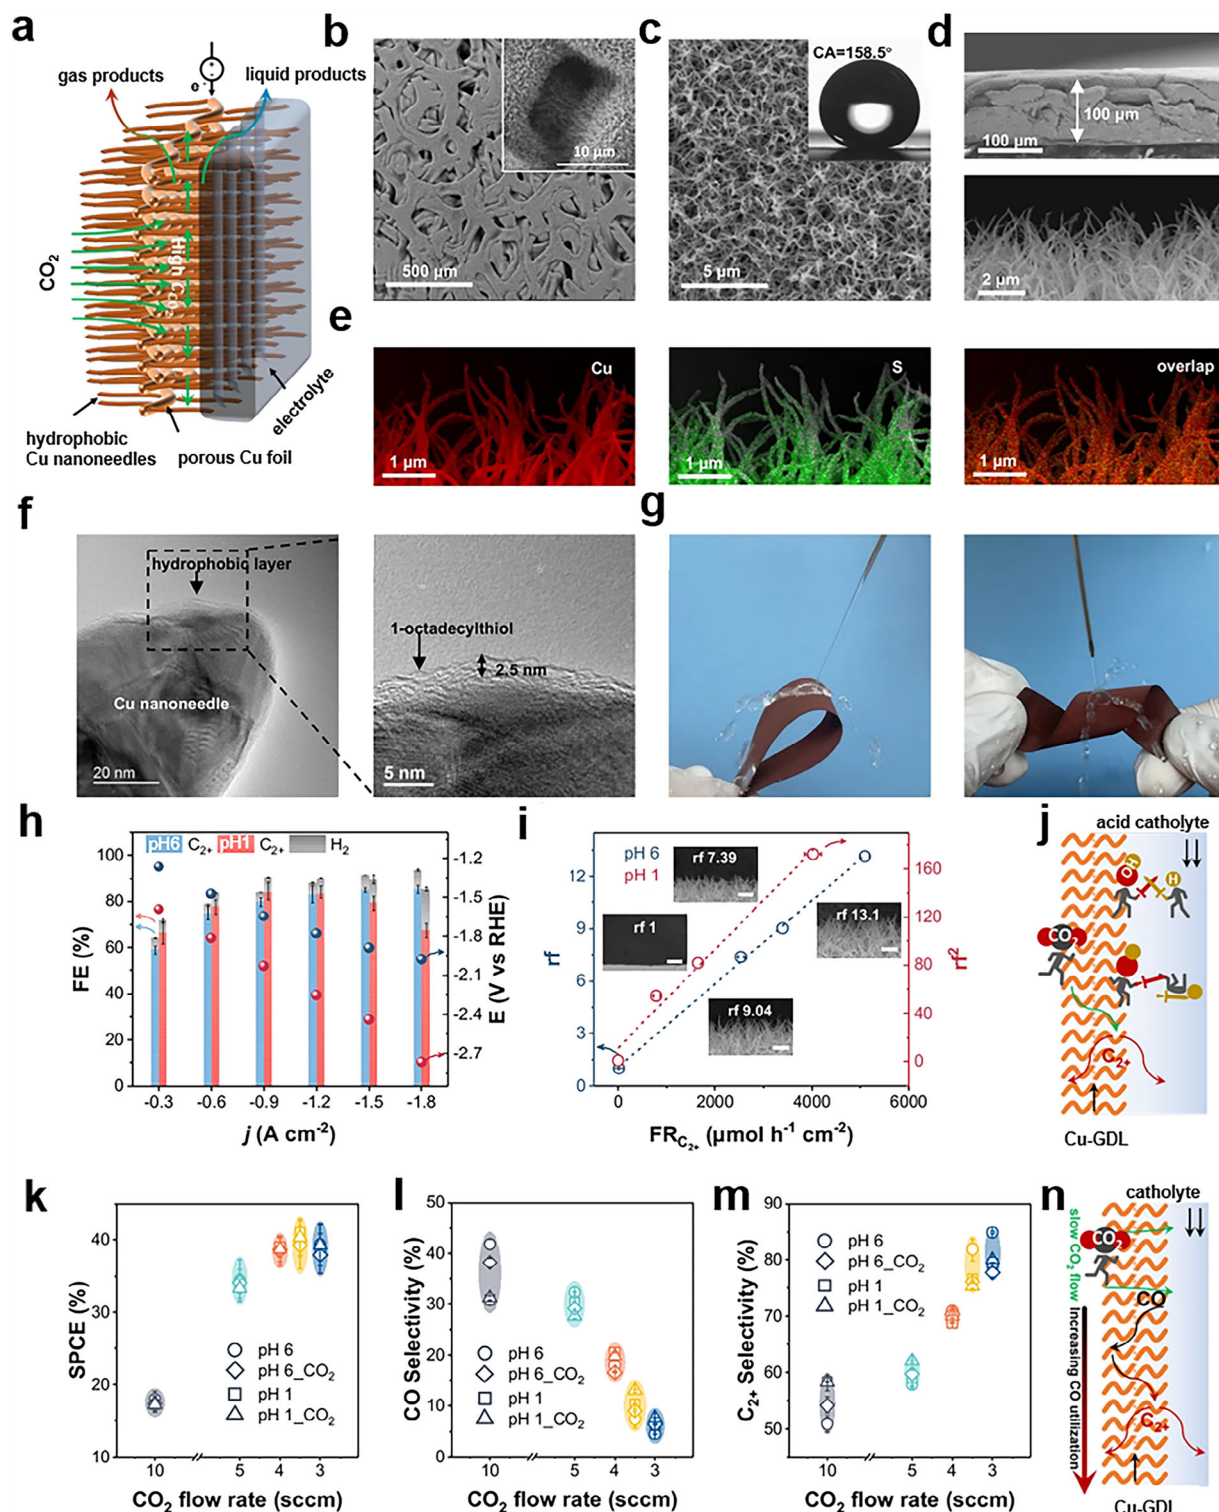 a
gas products
liquid products
e⁻
CO₂
hydrophobic
Cu nanoneedles
porous Cu foil
electrolyte
b
10 µm
500 µm
c
CA=158.5°
5 µm
d
100 µm
100 µm
2 µm
e
Cu
1 µm
S
1 µm
overlap
1 µm
f
hydrophobic layer
Cu nanoneedle
20 nm
1-octadecylthiol
2.5 nm
5 nm
g
h
pH6 C₂₊ pH1 C₂₊ H₂
FE (%)
100
80
60
40
20
0
-0.3 -0.6 -0.9 -1.2 -1.5 -1.8
j (A cm⁻²)
-1.2
-1.5
-1.8
-2.1
-2.4
-2.7
E (V vs RHE)
i
pH 6
pH 1
rf
12
9
6
3
0
rf 7.39
rf 1
rf 13.1
rf 9.04
0 2000 4000 6000
FR_C₂₊ (µmol h⁻¹ cm⁻²)
160
120
80
40
0
rf²
j
acid catholyte
OH
H
CO₂
C₂₊
Cu-GDL
k
SPCE (%)
40
30
20
10
pH 6
pH 6_CO₂
pH 1
pH 1_CO₂
10 5 4 3
CO₂ flow rate (sccm)
l
CO Selectivity (%)
50
40
30
20
10
0
pH 6
pH 6_CO₂
pH 1
pH 1_CO₂
10 5 4 3
CO₂ flow rate (sccm)
m
C₂₊ Selectivity (%)
90
80
70
60
50
pH 6
pH 6_CO₂
pH 1
pH 1_CO₂
10 5 4 3
CO₂ flow rate (sccm)
n
catholyte
slow CO₂ flow
CO₂
CO
Increasing CO utilization
C₂₊
Cu-GDL